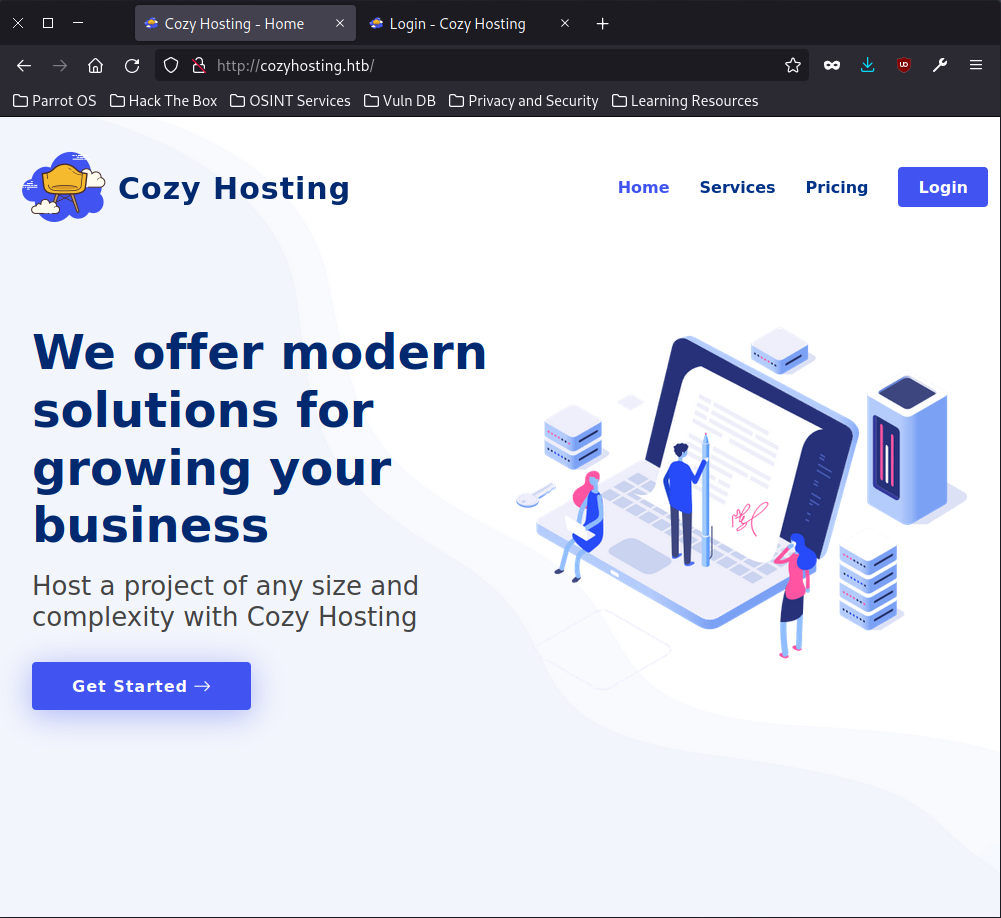 Cozy Hosting - Home
Login - Cozy Hosting
http://cozyhosting.htb/
Parrot OS Hack The Box OSINT Services Vuln DB Privacy and Security Learning Resources
Cozy Hosting
Home Services Pricing Login
We offer modern
solutions for
growing your
business
Host a project of any size and
complexity with Cozy Hosting
Get Started →